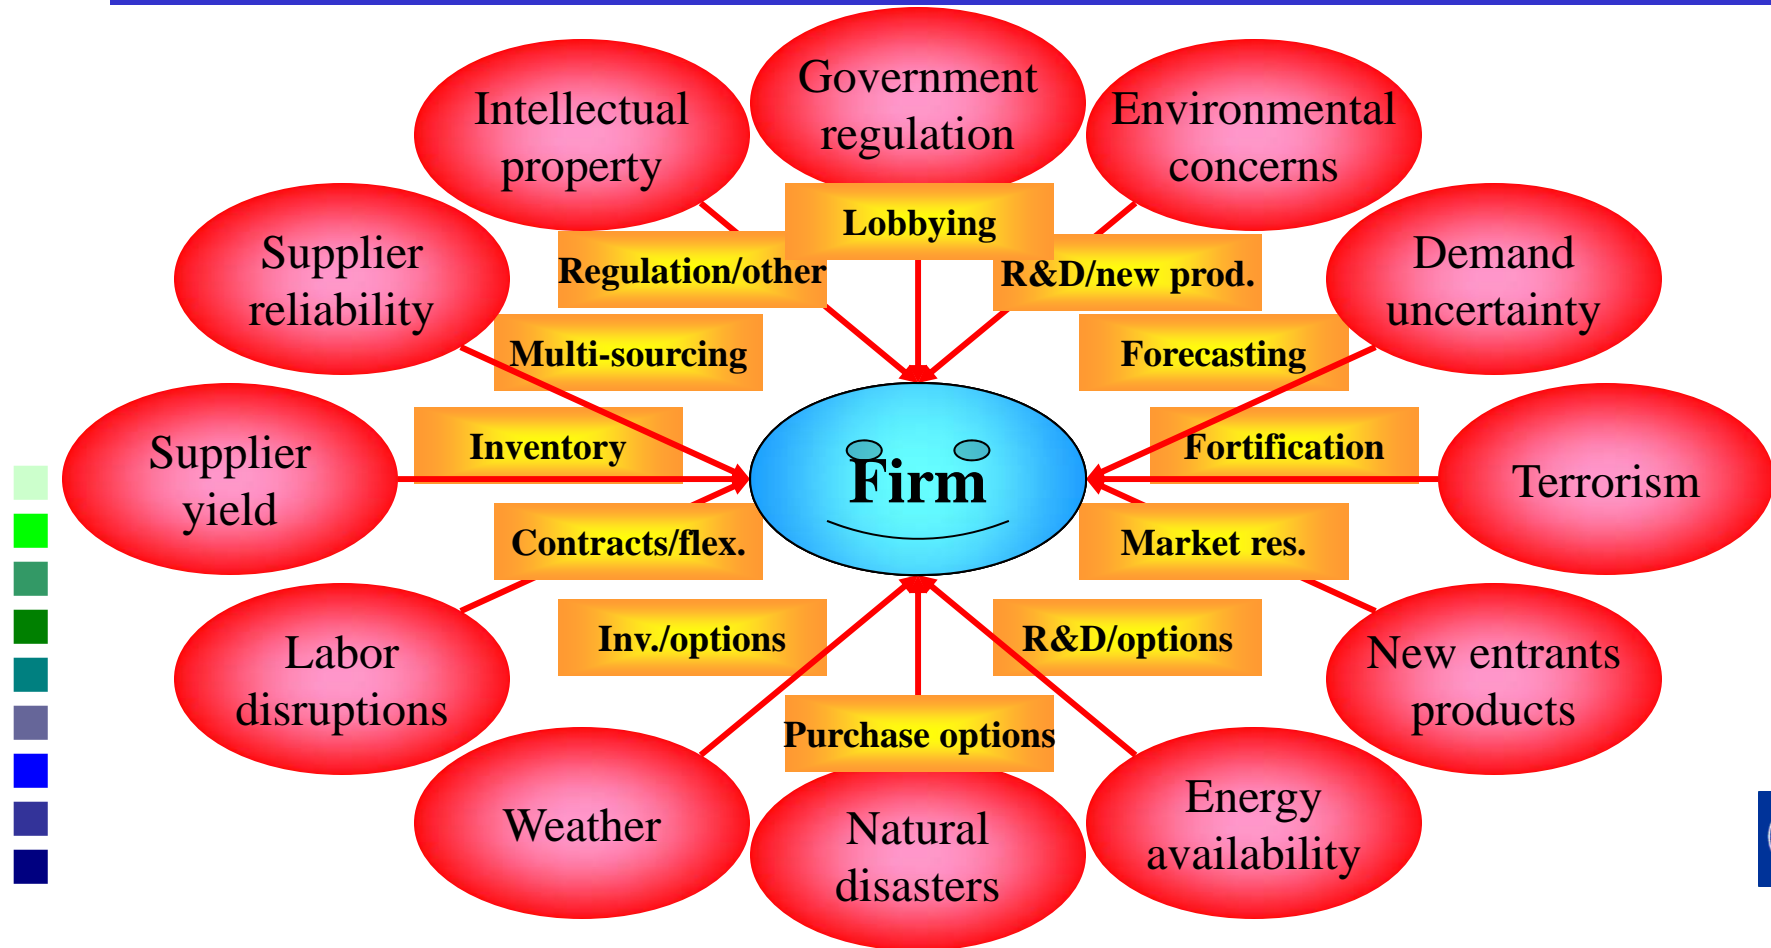 Government
regulation
Intellectual
property
Environmental
concerns
Lobbying
Regulation/other
R&D/new prod.
Supplier
reliability
Demand
uncertainty
Multi-sourcing
Forecasting
Supplier
yield
Inventory
Firm
Fortification
Terrorism
Contracts/flex.
Market res.
Labor
disruptions
Inv./options
R&D/options
New entrants
products
Purchase options
Weather
Natural
disasters
Energy
availability